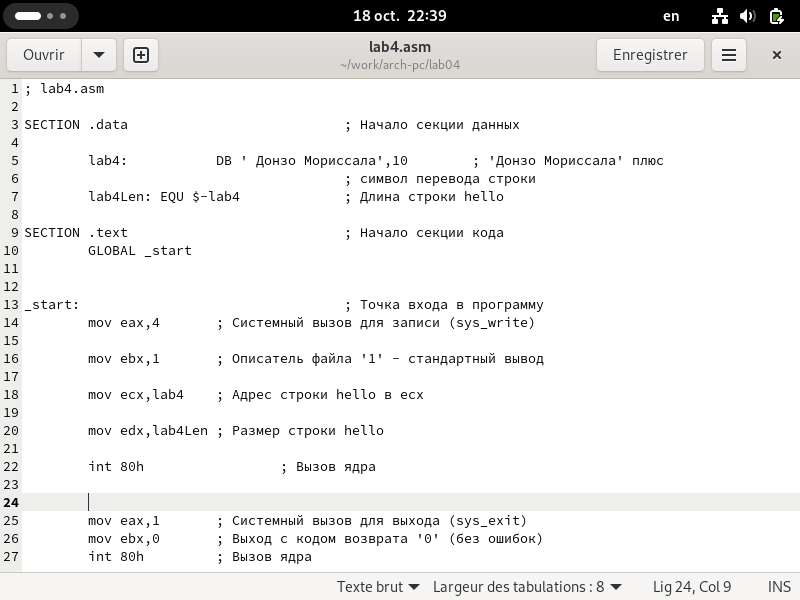 18 oct. 22:39
en
Ouvrir
lab4.asm
~/work/arch-pc/lab04
Enregistrer
1 ; lab4.asm
2
3 SECTION .data ; Начало секции данных
4
5 lab4: DB ' Донзо Мориссала',10 ; 'Донзо Мориссала' плюс
6 ; символ перевода строки
7 lab4Len: EQU $-lab4 ; Длина строки hello
8
9 SECTION .text ; Начало секции кода
10 GLOBAL _start
11
12
13 _start: ; Точка входа в программу
14 mov eax,4 ; Системный вызов для записи (sys_write)
15
16 mov ebx,1 ; Описатель файла '1' - стандартный вывод
17
18 mov ecx,lab4 ; Адрес строки hello в ecx
19
20 mov edx,lab4Len ; Размер строки hello
21
22 int 80h ; Вызов ядра
23
24
25 mov eax,1 ; Системный вызов для выхода (sys_exit)
26 mov ebx,0 ; Выход с кодом возврата '0' (без ошибок)
27 int 80h ; Вызов ядра
Texte brut Largeur des tabulations : 8 Lig 24, Col 9 INS